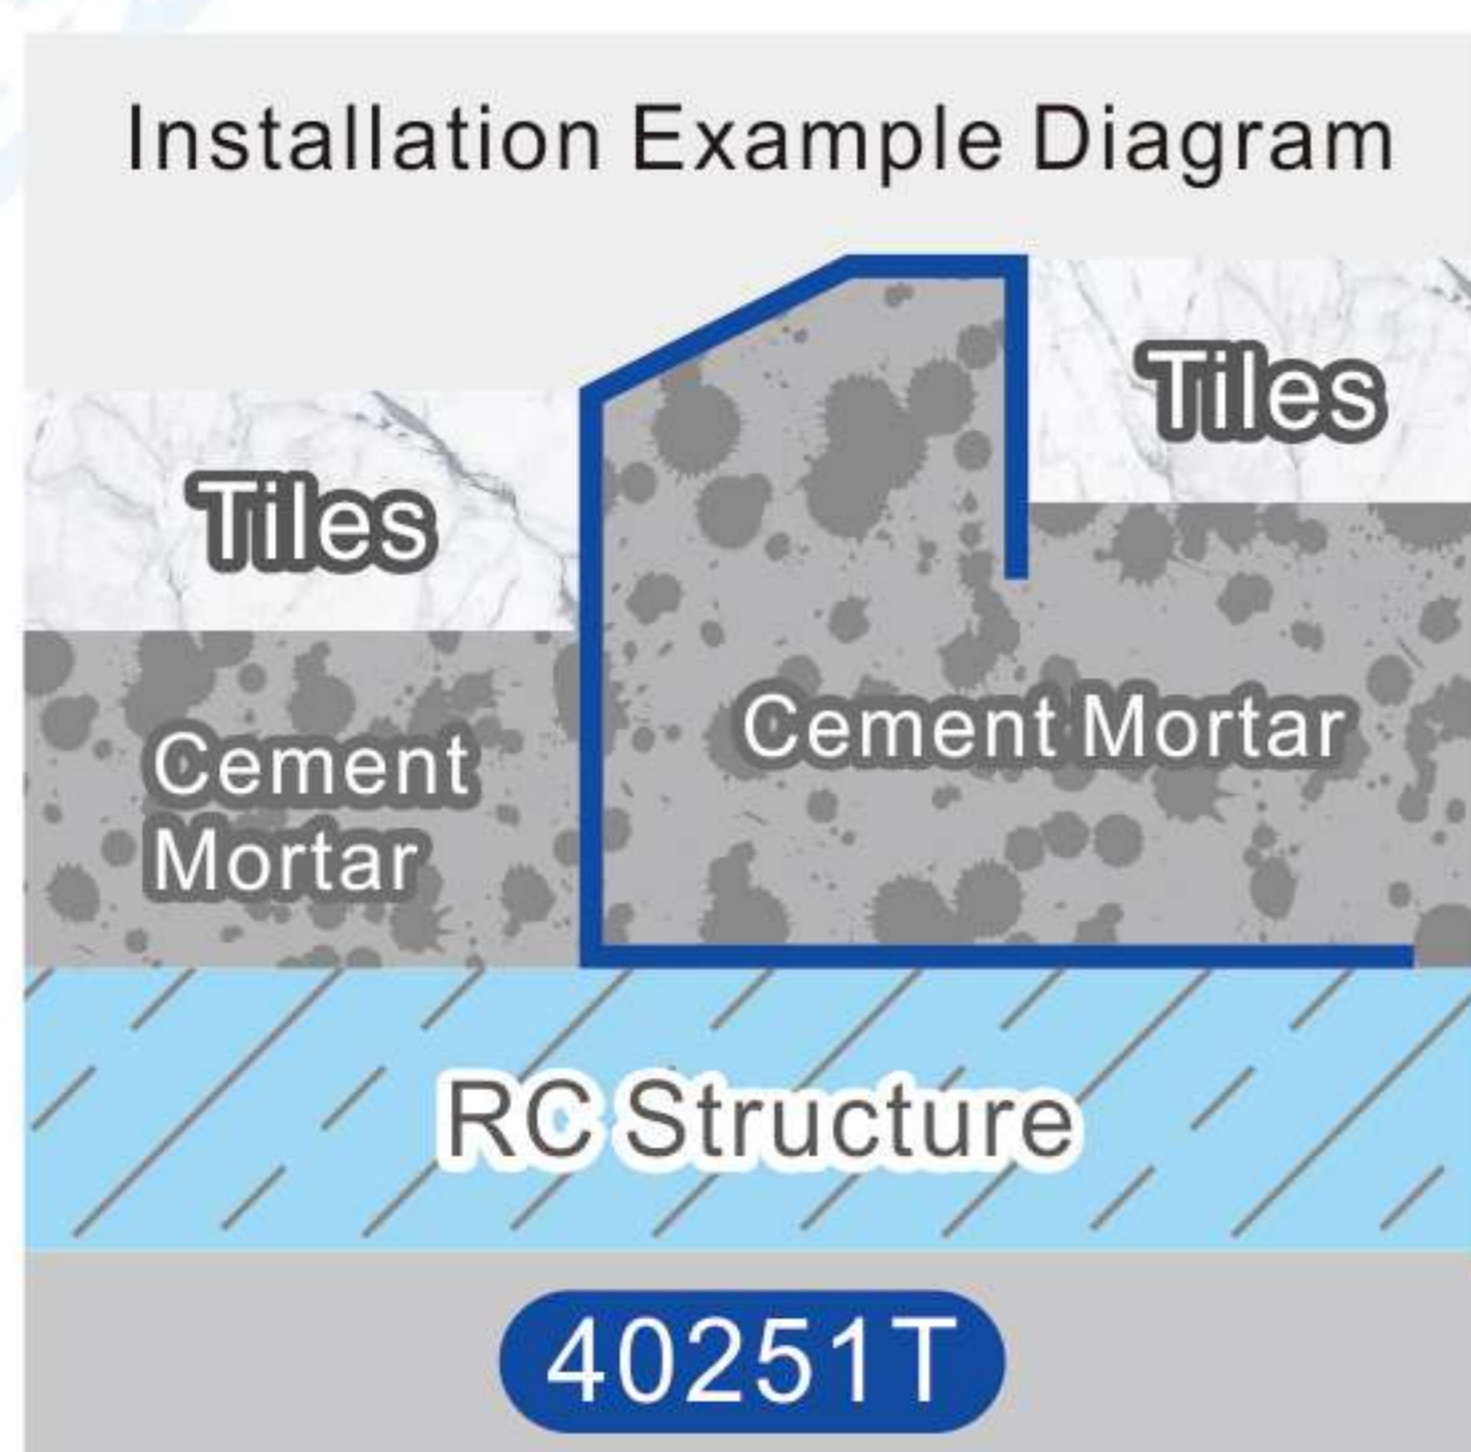 Installation Example Diagram
Tiles
Tiles
Cement Mortar
Cement
Mortar
RC Structure
40251T